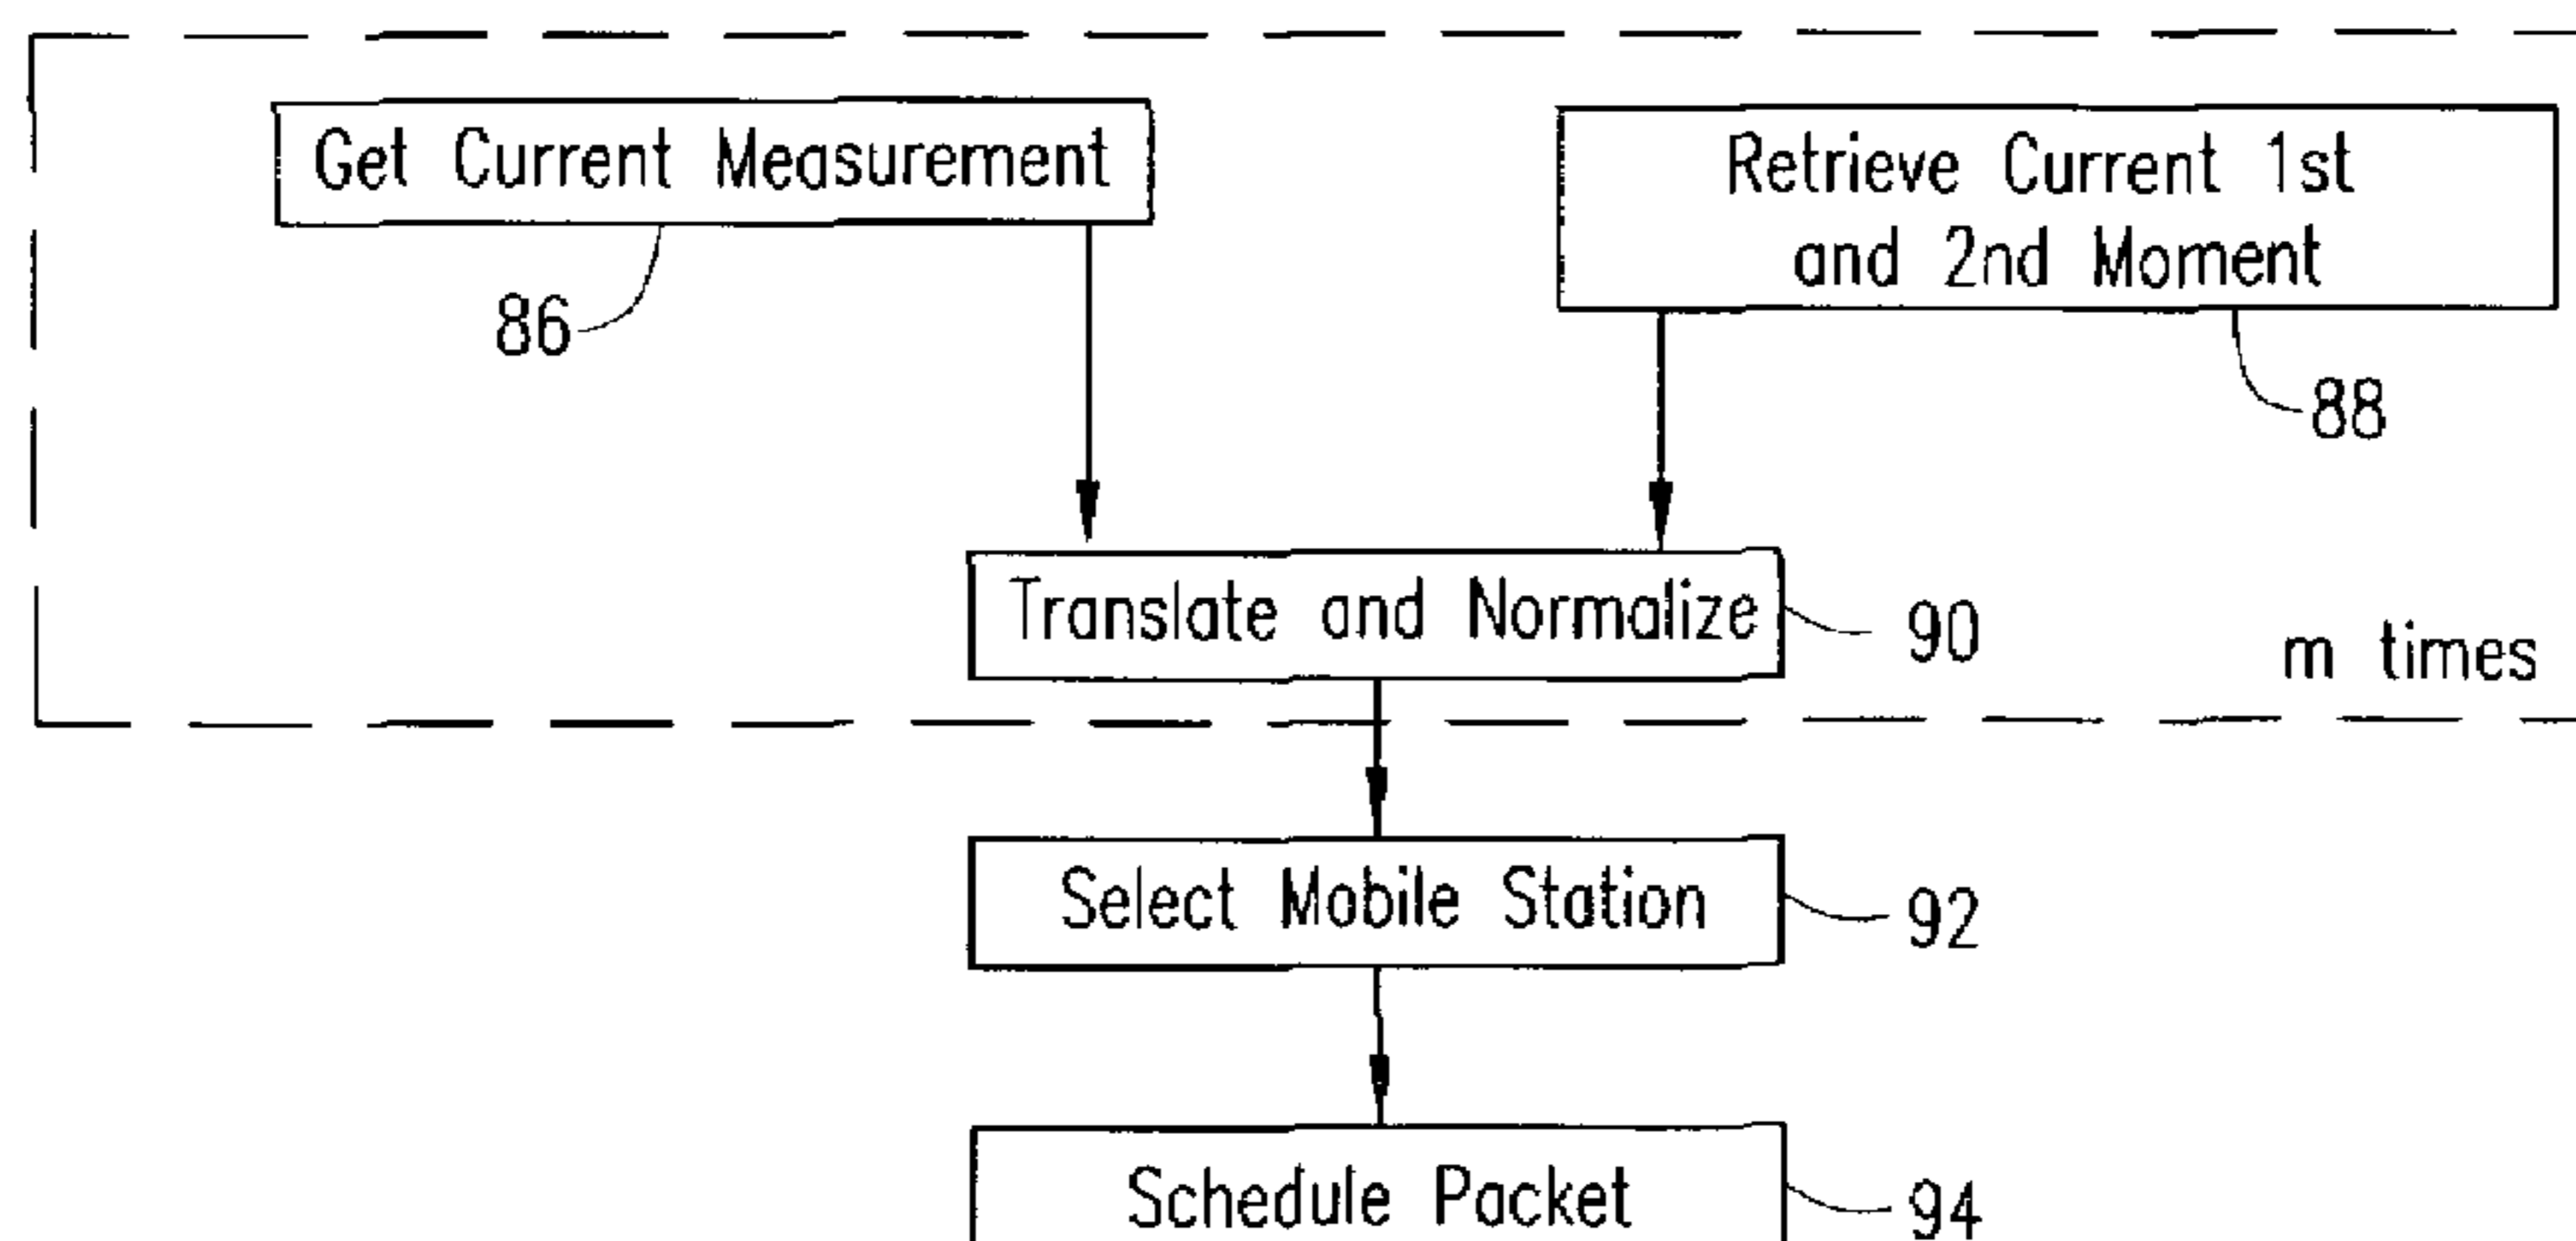 Get Current Measurement
Retrieve Current 1st
and 2nd Moment
86
88
Translate and Normalize
90
m times
Select Mobile Station
92
Schedule Packet
94